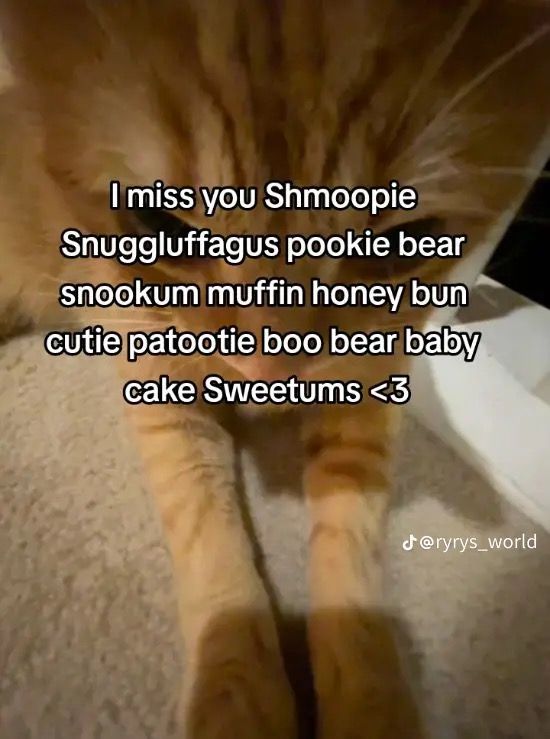 I miss you Shmoopie
Snuggluffagus pookie bear
snookum muffin honey bun
cutie patootie boo bear baby
cake Sweetums <3
@ryrys_world